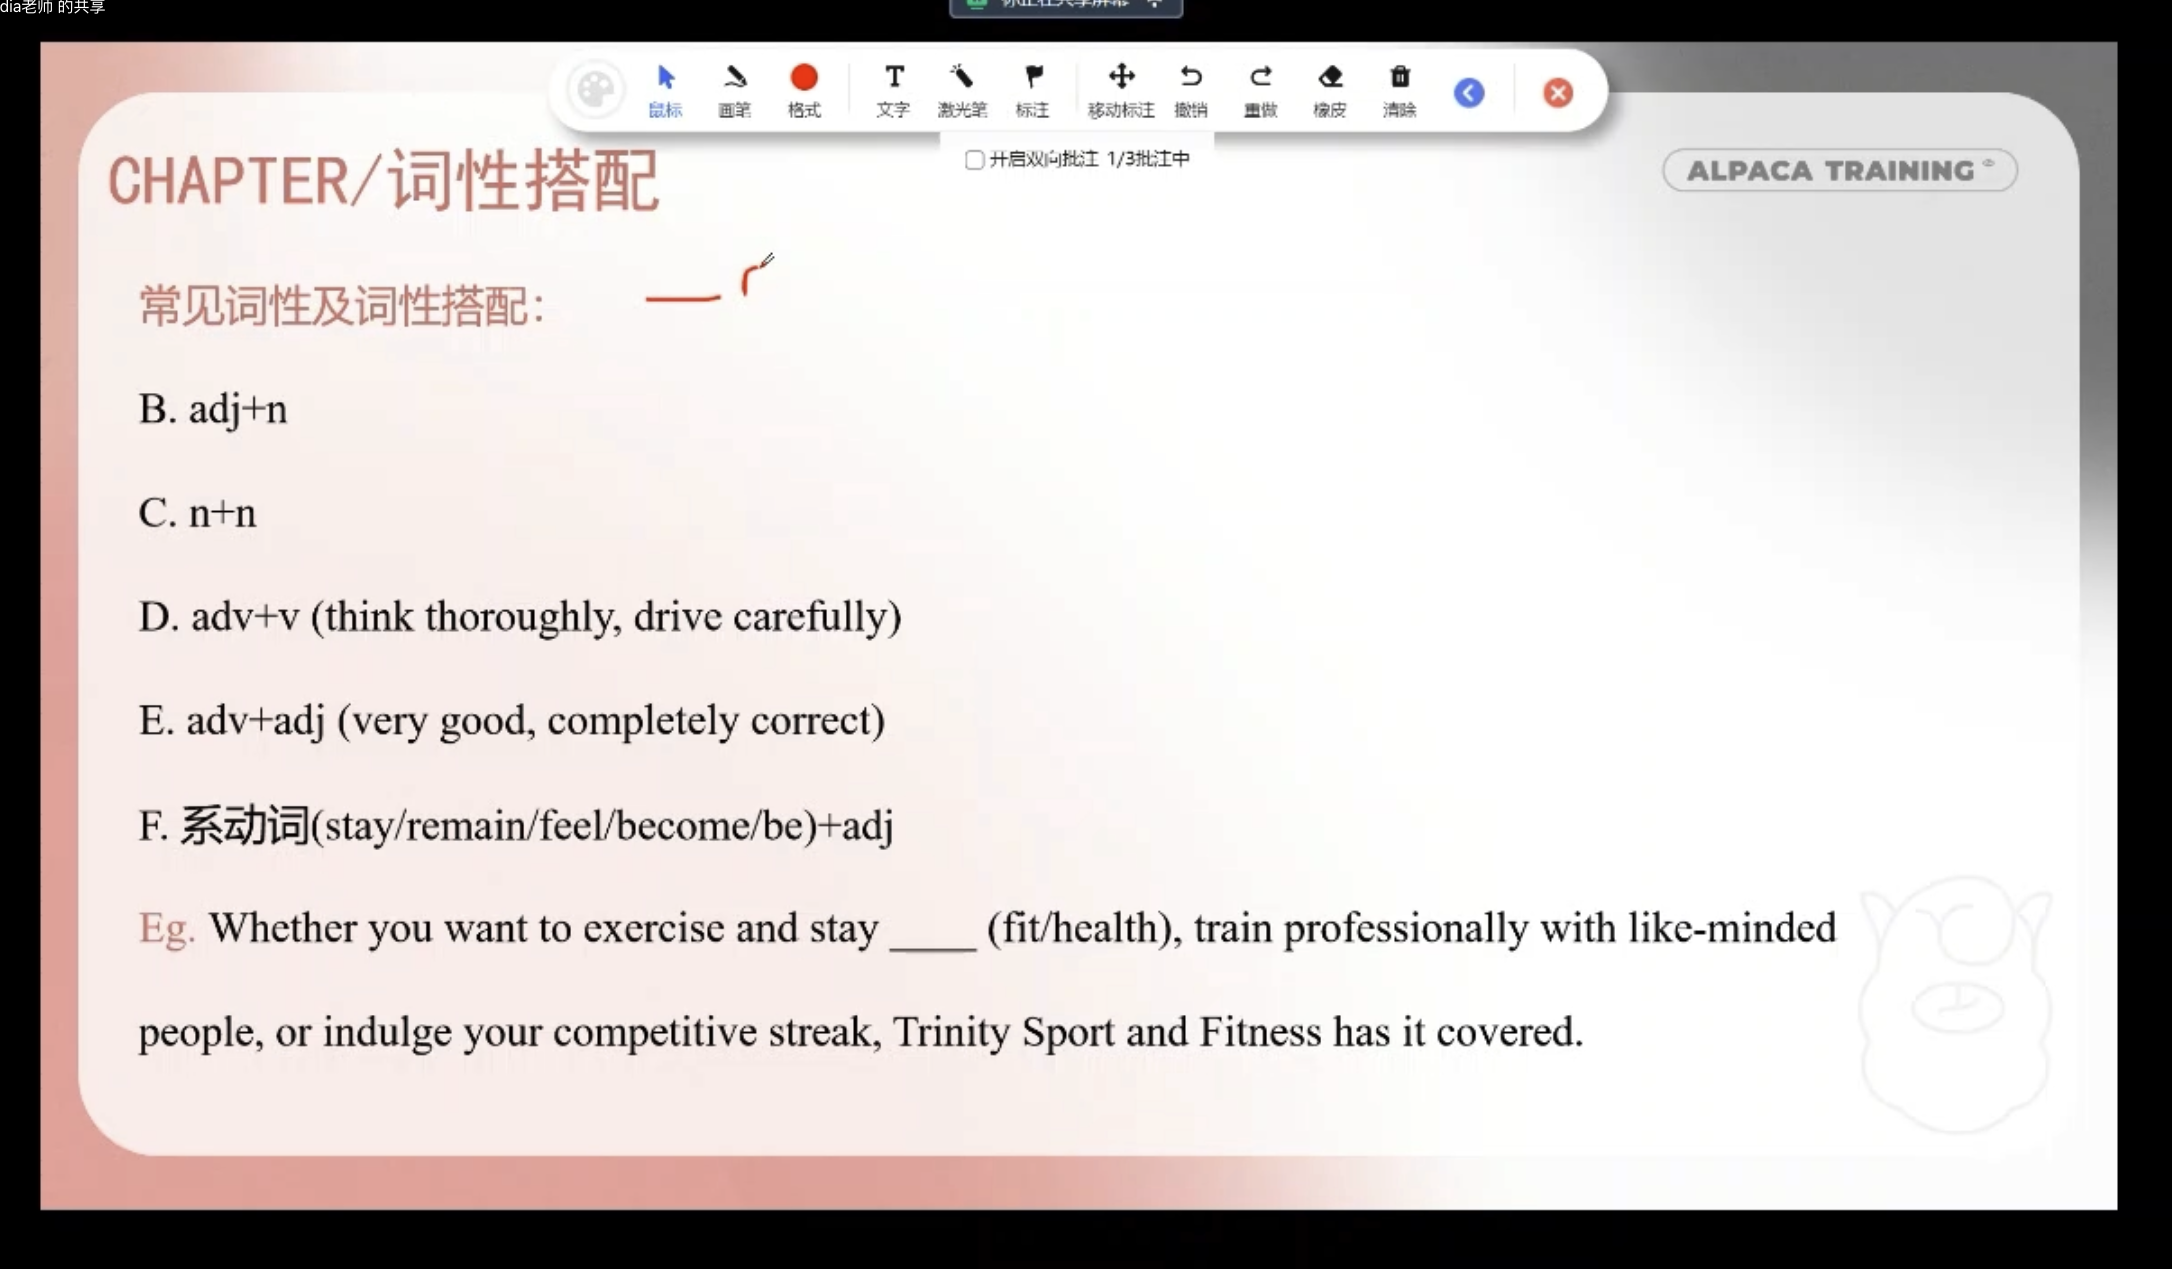 dia老师 的共享
鼠标 画笔 格式 文字 激光笔 标注 移动标注 撤销 重做 橡皮 清除
开启双向批注 1/3批注中
CHAPTER/词性搭配
ALPACA TRAINING
常见词性及词性搭配:
B. adj+n
C. n+n
D. adv+v (think thoroughly, drive carefully)
E. adv+adj (very good, completely correct)
F. 系动词(stay/remain/feel/become/be)+adj
Eg. Whether you want to exercise and stay ____ (fit/health), train professionally with like-minded
people, or indulge your competitive streak, Trinity Sport and Fitness has it covered.